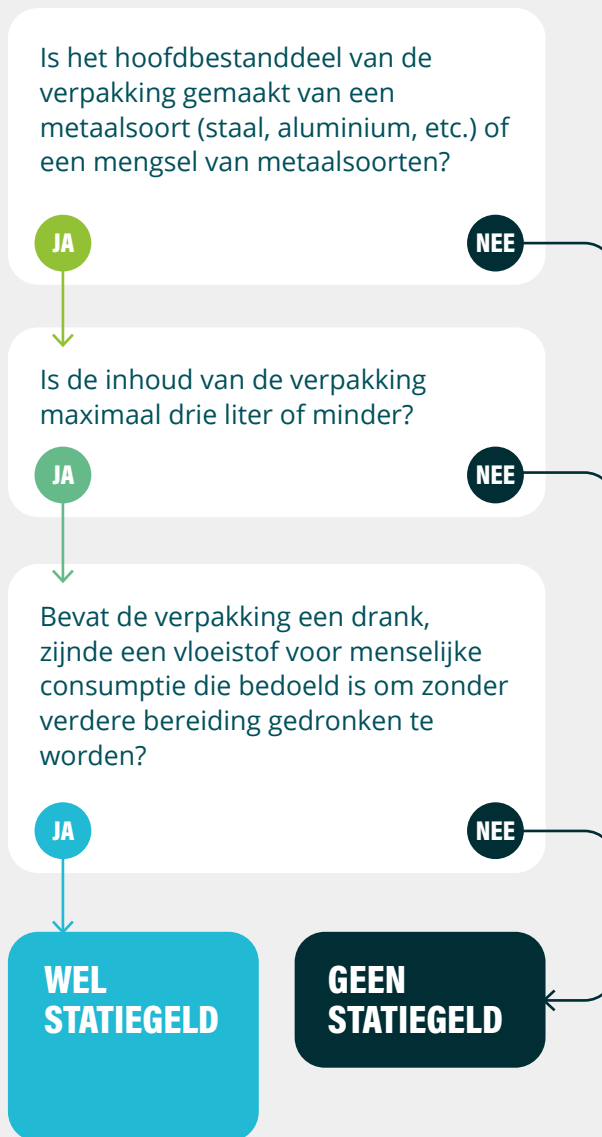 Is het hoofdbestanddeel van de
verpakking gemaakt van een
metaalsoort (staal, aluminium, etc.) of
een mengsel van metaalsoorten?
JA
NEE
Is de inhoud van de verpakking
maximaal drie liter of minder?
JA
NEE
Bevat de verpakking een drank,
zijnde een vloeistof voor menselijke
consumptie die bedoeld is om zonder
verdere bereiding gedronken te
worden?
JA
NEE
WEL
STATIEGELD
GEEN
STATIEGELD